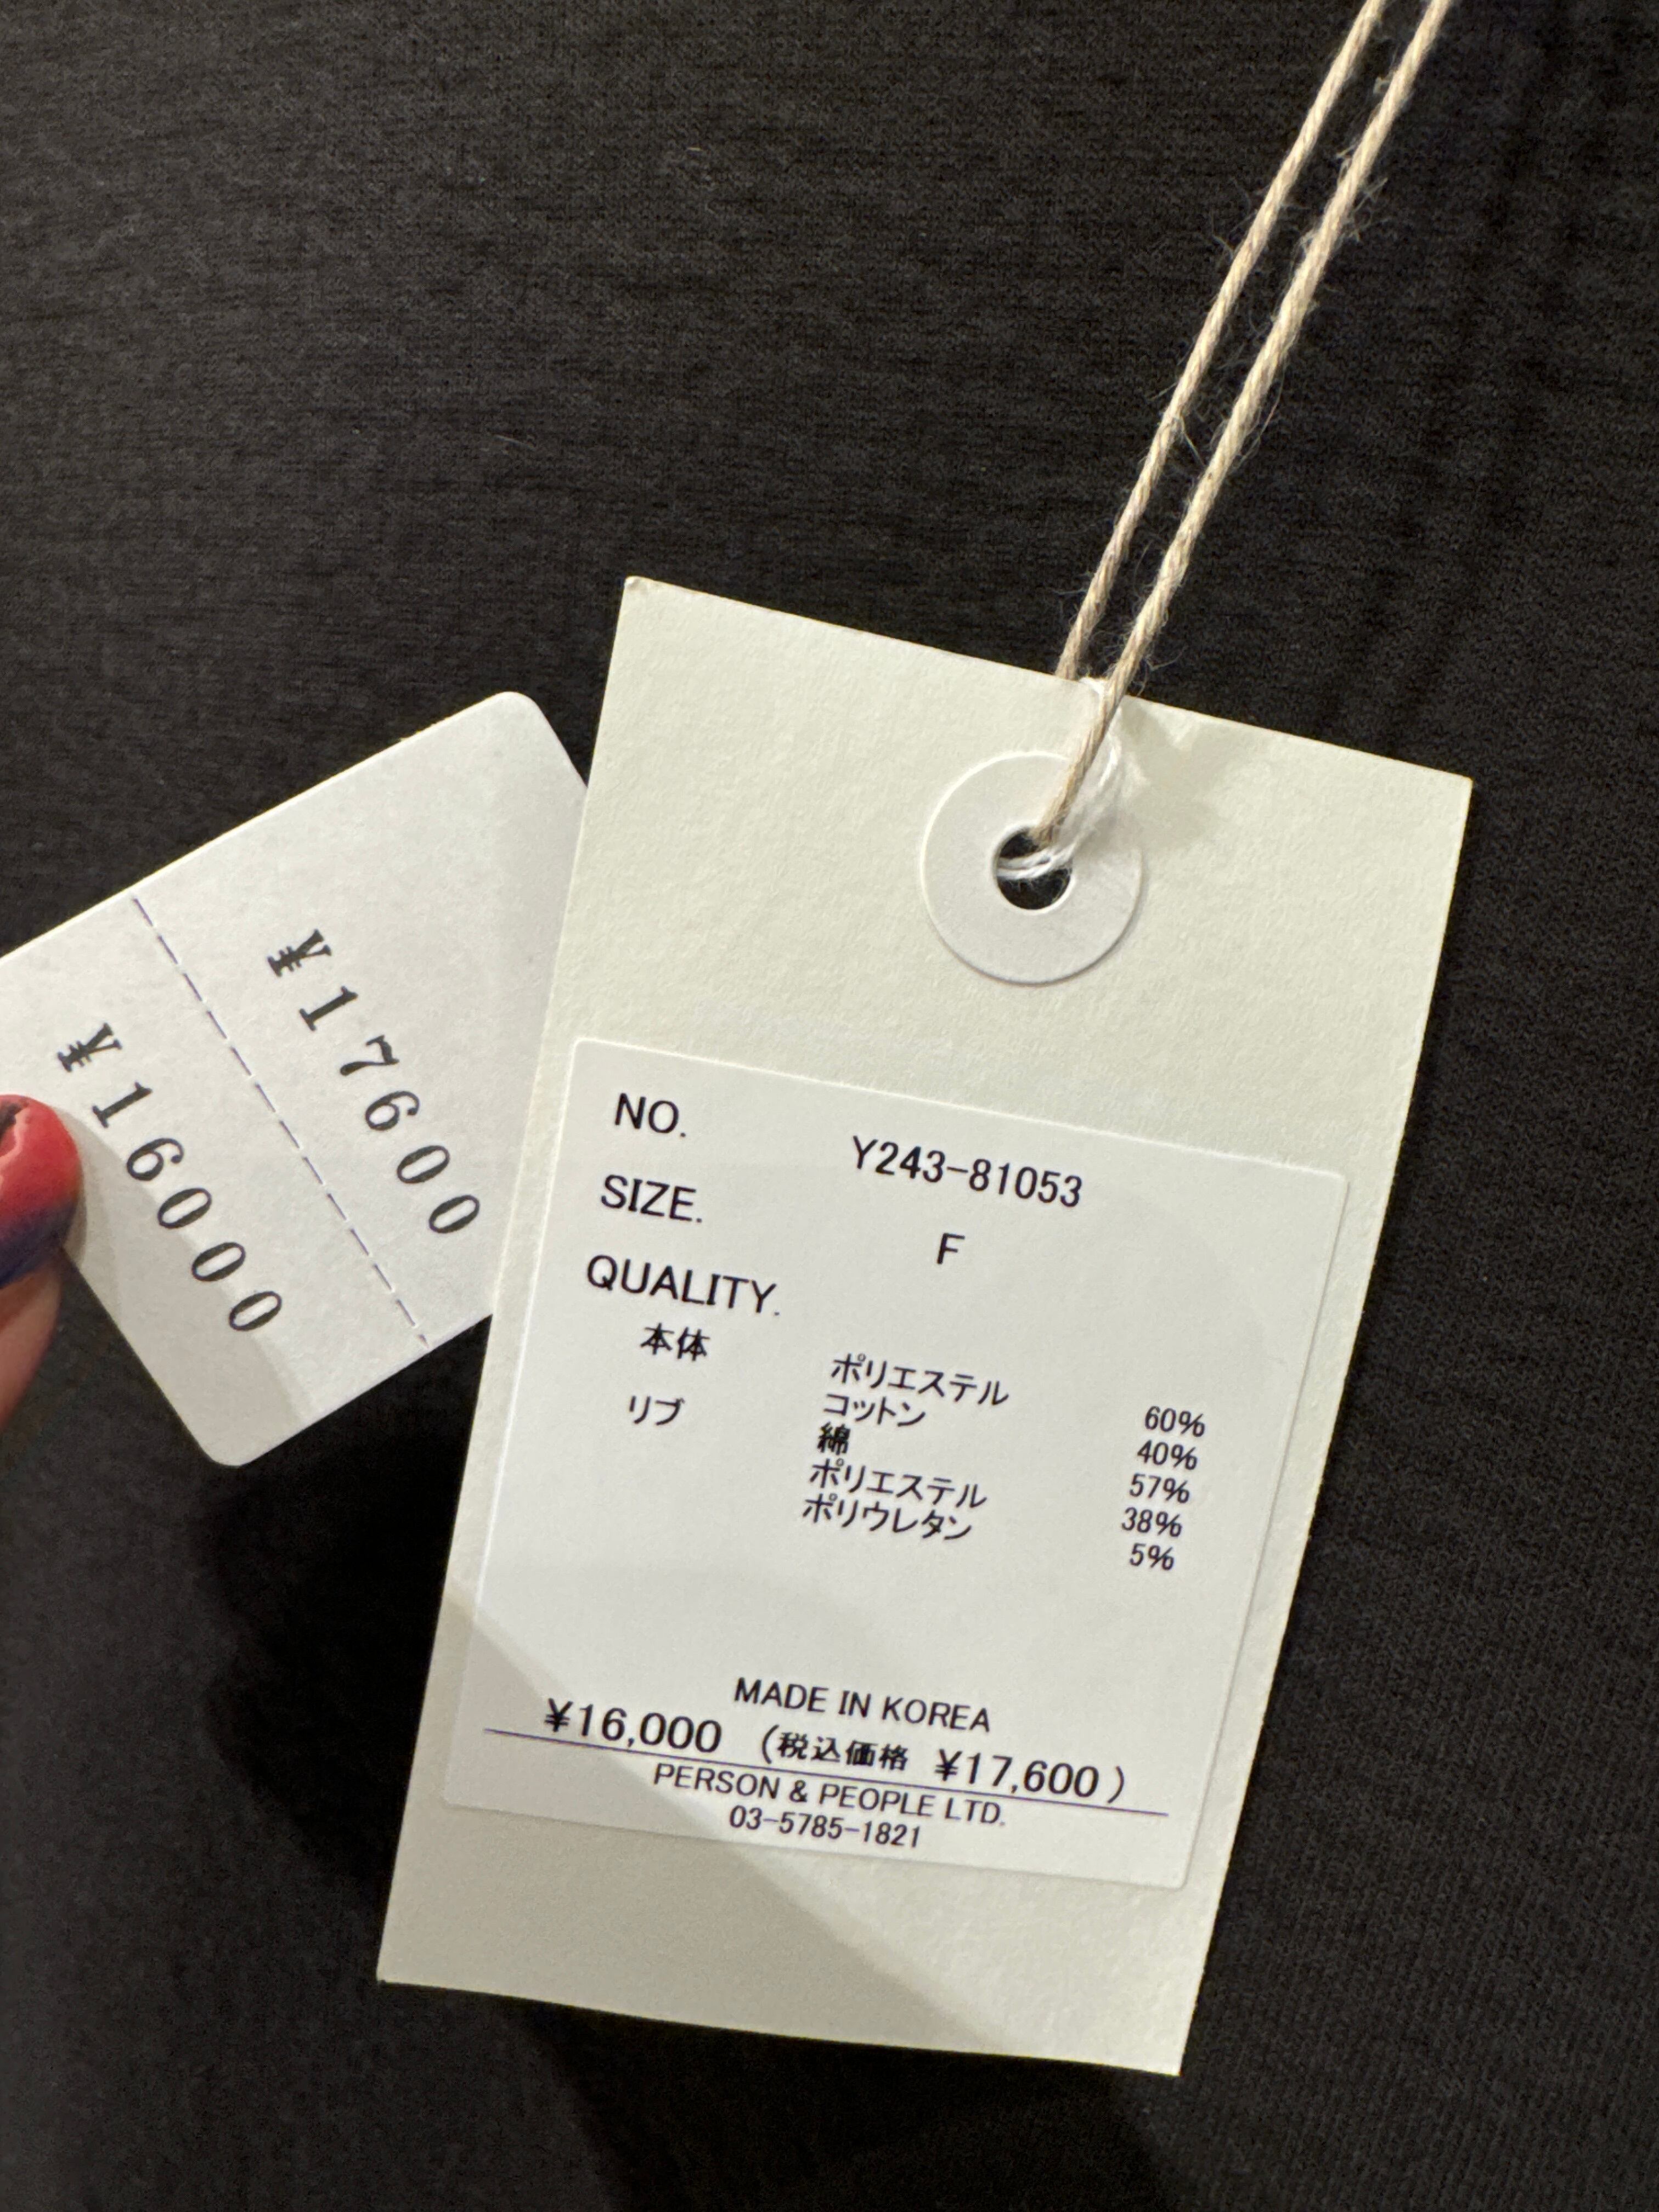 ¥17600
¥16000
NO. Y243-81053
SIZE. F
QUALITY.
本体 ポリエステル 60%
コットン 40%
リブ 綿 57%
ポリエステル 38%
ポリウレタン 5%
MADE IN KOREA
¥16,000 (税込価格 ¥17,600)
PERSON & PEOPLE LTD.
03-5785-1821